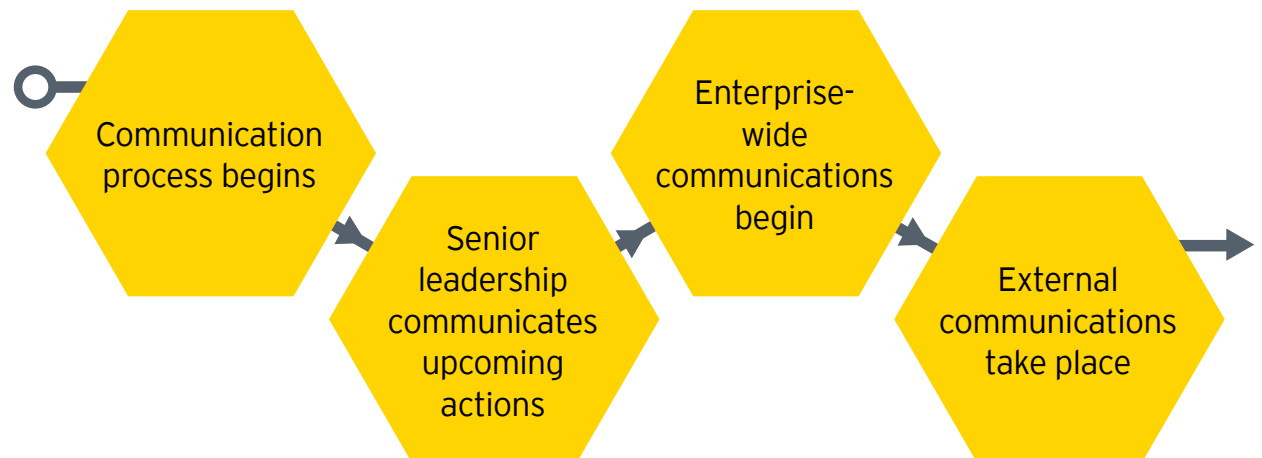 Communication
process begins
Senior
leadership
communicates
upcoming
actions
Enterprise-
wide
communications
begin
External
communications
take place